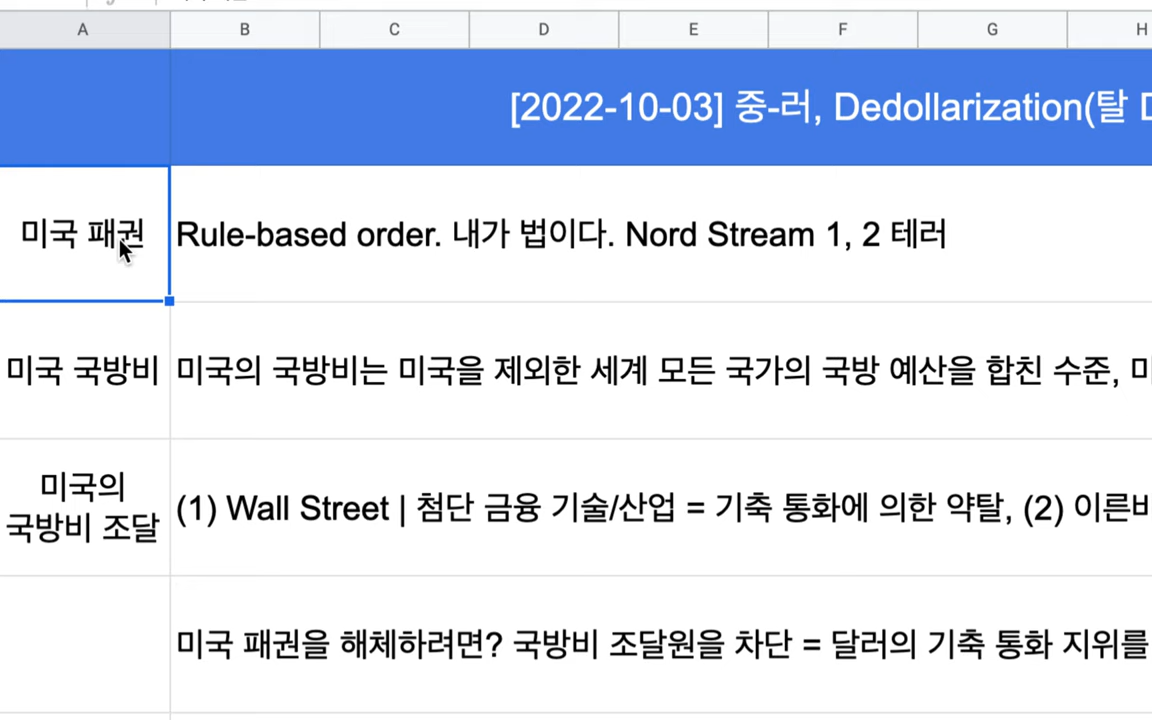 A B C D E F G H
[2022-10-03] 중-러, Dedollarization(탈
미국 패권
Rule-based order. 내가 법이다. Nord Stream 1, 2 테러
미국 국방비
미국의 국방비는 미국을 제외한 세계 모든 국가의 국방 예산을 합친 수준,
미국의
국방비 조달
(1) Wall Street | 첨단 금융 기술/산업 = 기축 통화에 의한 약탈, (2)
미국 패권을 해체하려면? 국방비 조달원을 차단 = 달러의 기축 통화 지위를